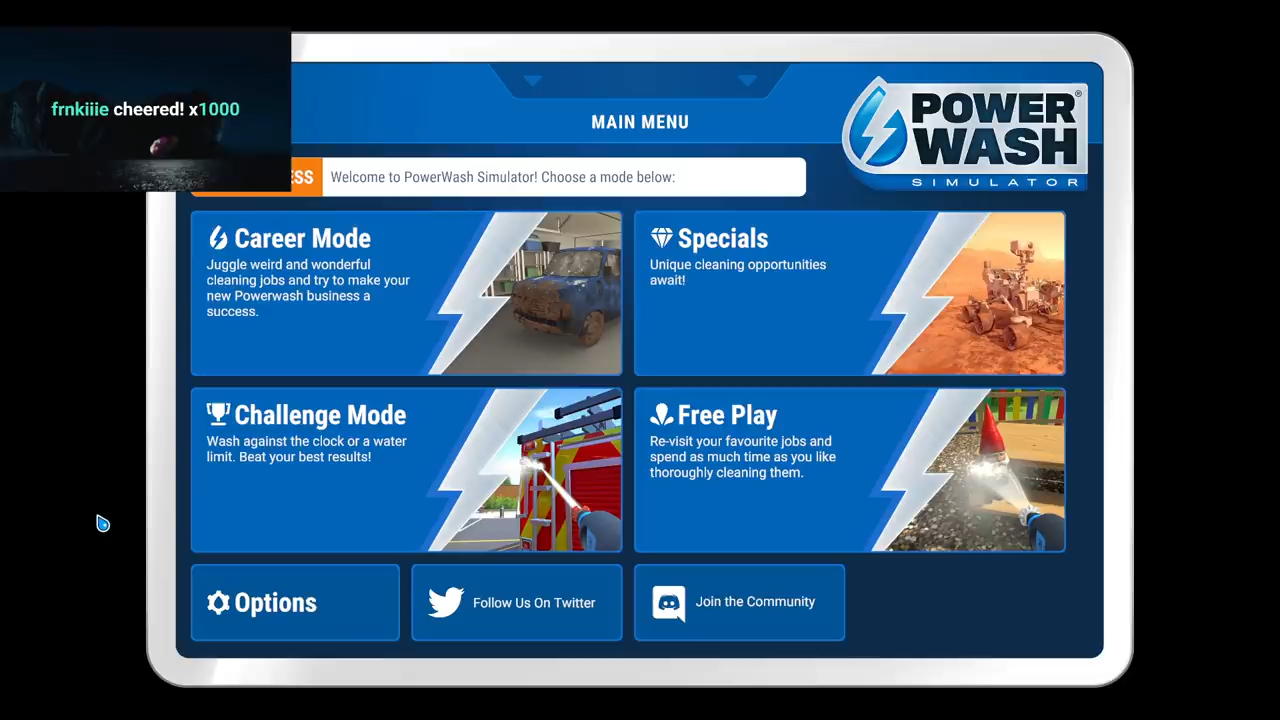 frnkiiie cheered! x1000
MAIN MENU
POWER
WASH
SIMULATOR
ESS
Welcome to PowerWash Simulator! Choose a mode below:
Career Mode
Juggle weird and wonderful
cleaning jobs and try to make your
new Powerwash business a
success.
Specials
Unique cleaning opportunities
await!
Challenge Mode
Wash against the clock or a water
limit. Beat your best results!
Free Play
Re-visit your favourite jobs and
spend as much time as you like
thoroughly cleaning them.
Options
Follow Us On Twitter
Join the Community